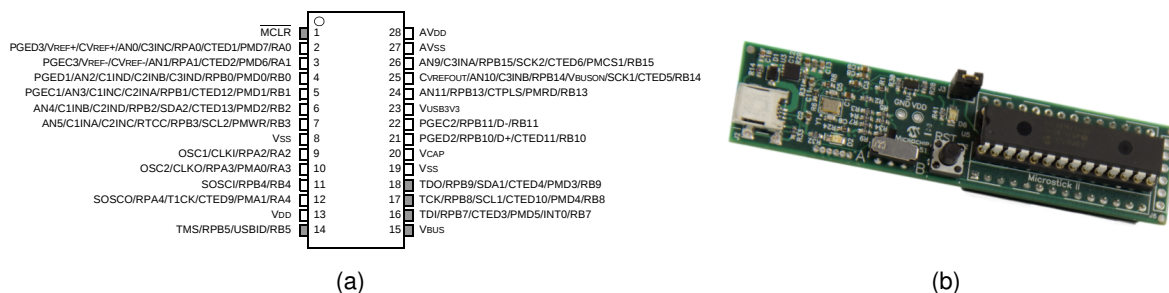 MCLR 1 28 AVDD
PGED3/VREF+/CVREF+/AN0/C3INC/RPA0/CTED1/PMD7/RA0 2 27 AVSS
PGEC3/VREF-/CVREF-/AN1/RPA1/CTED2/PMD6/RA1 3 26 AN9/C3INA/RPB15/SCK2/CTED6/PMCS1/RB15
PGED1/AN2/C1IND/C2INB/C3IND/RPB0/PMD0/RB0 4 25 CVREFOUT/AN10/C3INB/RPB14/VBUSON/SCK1/CTED5/RB14
PGEC1/AN3/C1INC/C2INA/RPB1/CTED12/PMD1/RB1 5 24 AN11/RPB13/CTPLS/PMRD/RB13
AN4/C1INB/C2IND/RPB2/SDA2/CTED13/PMD2/RB2 6 23 VUSB3V3
AN5/C1INA/C2INC/RTCC/RPB3/SCL2/PMWR/RB3 7 22 PGEC2/RPB11/D-/RB11
VSS 8 21 PGED2/RPB10/D+/CTED11/RB10
OSC1/CLKI/RPA2/RA2 9 20 VCAP
OSC2/CLKO/RPA3/PMA0/RA3 10 19 VSS
SOSCI/RPB4/RB4 11 18 TDO/RPB9/SDA1/CTED4/PMD3/RB9
SOSCO/RPA4/T1CK/CTED9/PMA1/RA4 12 17 TCK/RPB8/SCL1/CTED10/PMD4/RB8
VDD 13 16 TDI/RPB7/CTED3/PMD5/INT0/RB7
TMS/RPB5/USBID/RB5 14 15 VBUS
(a)
GND VDD
MICROCHIP
RST
S1
A
B
Microstick II
(b)